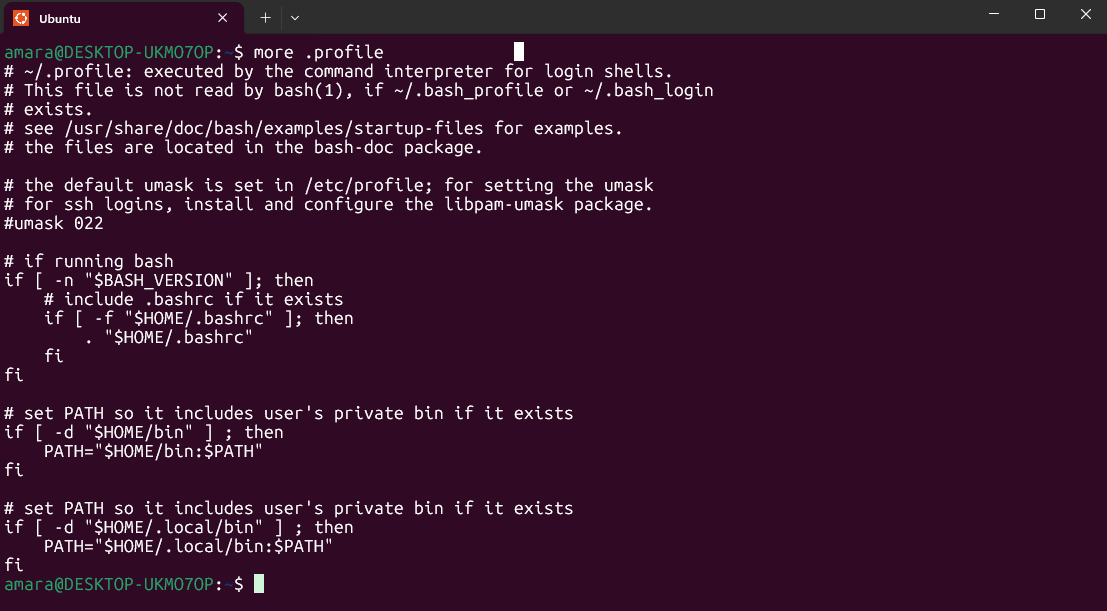 Ubuntu
amara@DESKTOP-UKMO7OP:~$ more .profile
# ~/.profile: executed by the command interpreter for login shells.
# This file is not read by bash(1), if ~/.bash_profile or ~/.bash_login
# exists.
# see /usr/share/doc/bash/examples/startup-files for examples.
# the files are located in the bash-doc package.

# the default umask is set in /etc/profile; for setting the umask
# for ssh logins, install and configure the libpam-umask package.
#umask 022

# if running bash
if [ -n "$BASH_VERSION" ]; then
    # include .bashrc if it exists
    if [ -f "$HOME/.bashrc" ]; then
        . "$HOME/.bashrc"
    fi
fi

# set PATH so it includes user's private bin if it exists
if [ -d "$HOME/bin" ] ; then
    PATH="$HOME/bin:$PATH"
fi

# set PATH so it includes user's private bin if it exists
if [ -d "$HOME/.local/bin" ] ; then
    PATH="$HOME/.local/bin:$PATH"
fi
amara@DESKTOP-UKMO7OP:~$